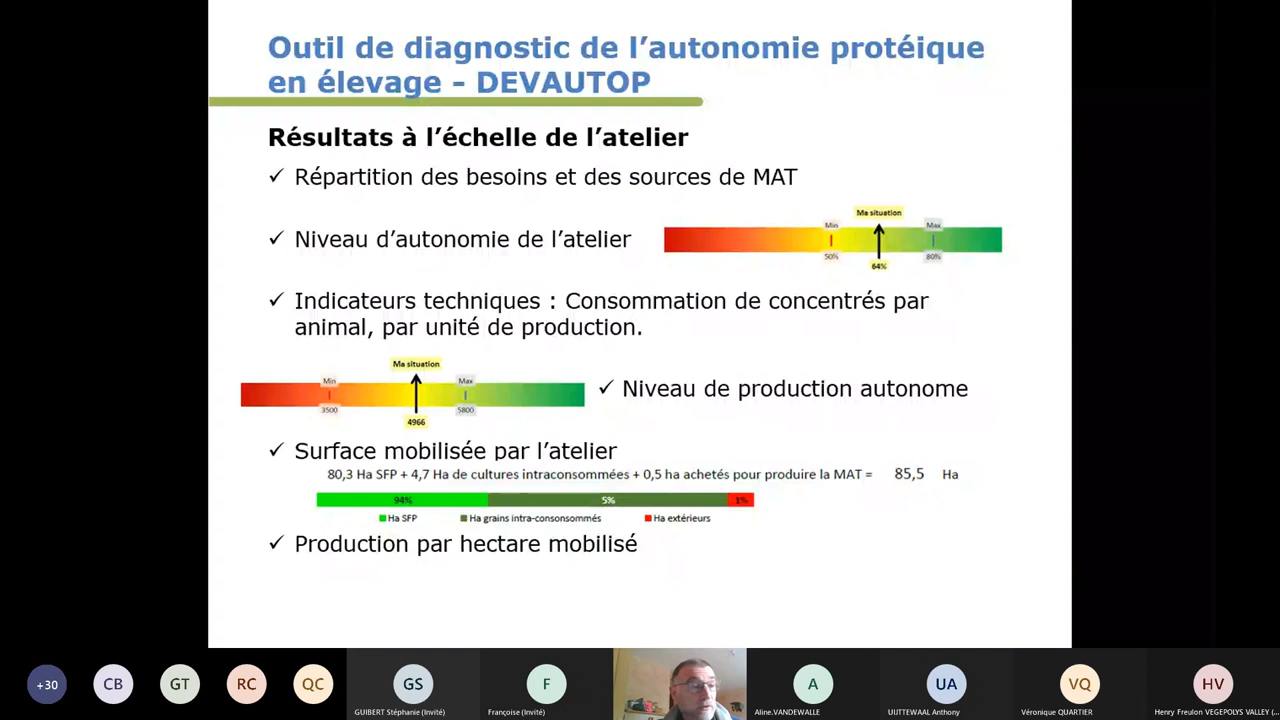 Outil de diagnostic de l’autonomie protéique
en élevage – DEVAUTOP
Résultats à l’échelle de l’atelier
✓ Répartition des besoins et des sources de MAT
✓ Niveau d’autonomie de l’atelier
Ma situation
Min
Max
50%
64%
80%
✓ Indicateurs techniques : Consommation de concentrés par
animal, par unité de production.
Ma situation
Min
Max
3500
4966
5800
✓ Niveau de production autonome
✓ Surface mobilisée par l’atelier
80,3 Ha SFP + 4,7 Ha de cultures intraconsommées + 0,5 ha achetés pour produire la MAT = 85,5 Ha
94% 5% 1%
Ha SFP Ha grains intra-consonsommés Ha extérieurs
✓ Production par hectare mobilisé
+30 CB GT RC QC GS F A UA VQ HV
GUIBERT Stéphanie (Invité) Françoise (Invité) Aline.VANDEWALLE UIJTTEWAAL Anthony Véronique QUARTIER Henry Freulon VEGEPOLYS VALLEY (...